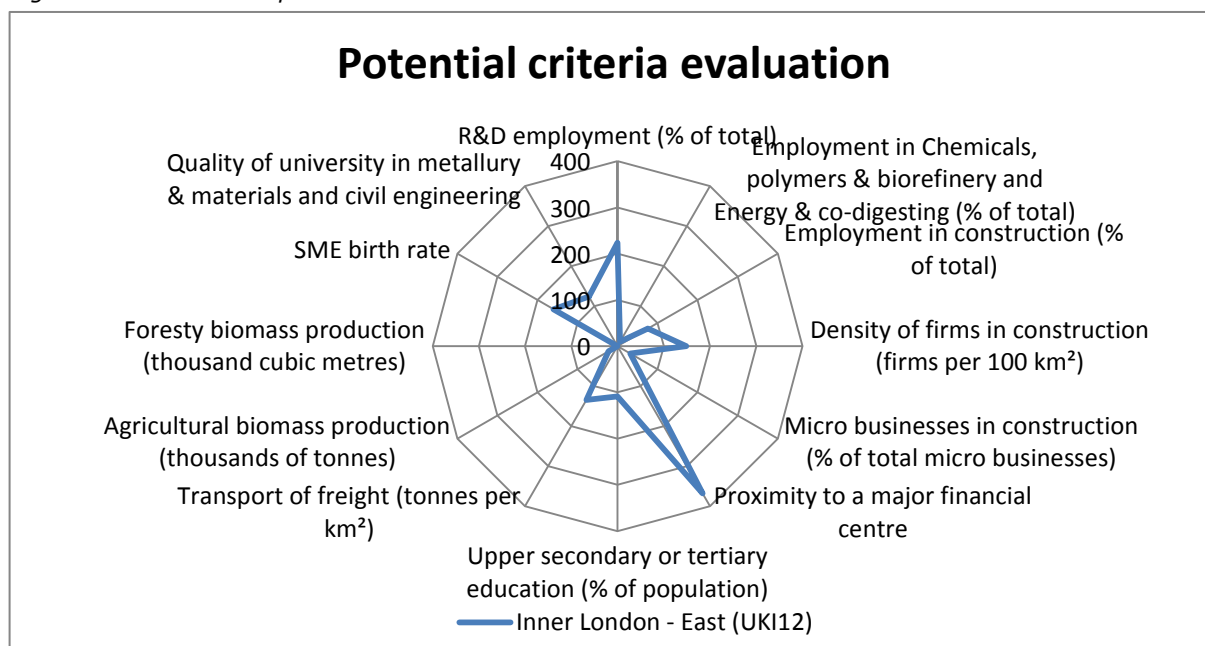 Potential criteria evaluation
R&D employment (% of total)
Employment in Chemicals,
polymers & biorefinery and
Energy & co-digesting (% of total)
Employment in construction (%
of total)
Density of firms in construction
(firms per 100 km²)
Micro businesses in construction
(% of total micro businesses)
Proximity to a major financial
centre
Upper secondary or tertiary
education (% of population)
Transport of freight (tonnes per
km²)
Agricultural biomass production
(thousands of tonnes)
Foresty biomass production
(thousand cubic metres)
SME birth rate
Quality of university in metallury
& materials and civil engineering
400
300
200
100
0
Inner London - East (UKI12)